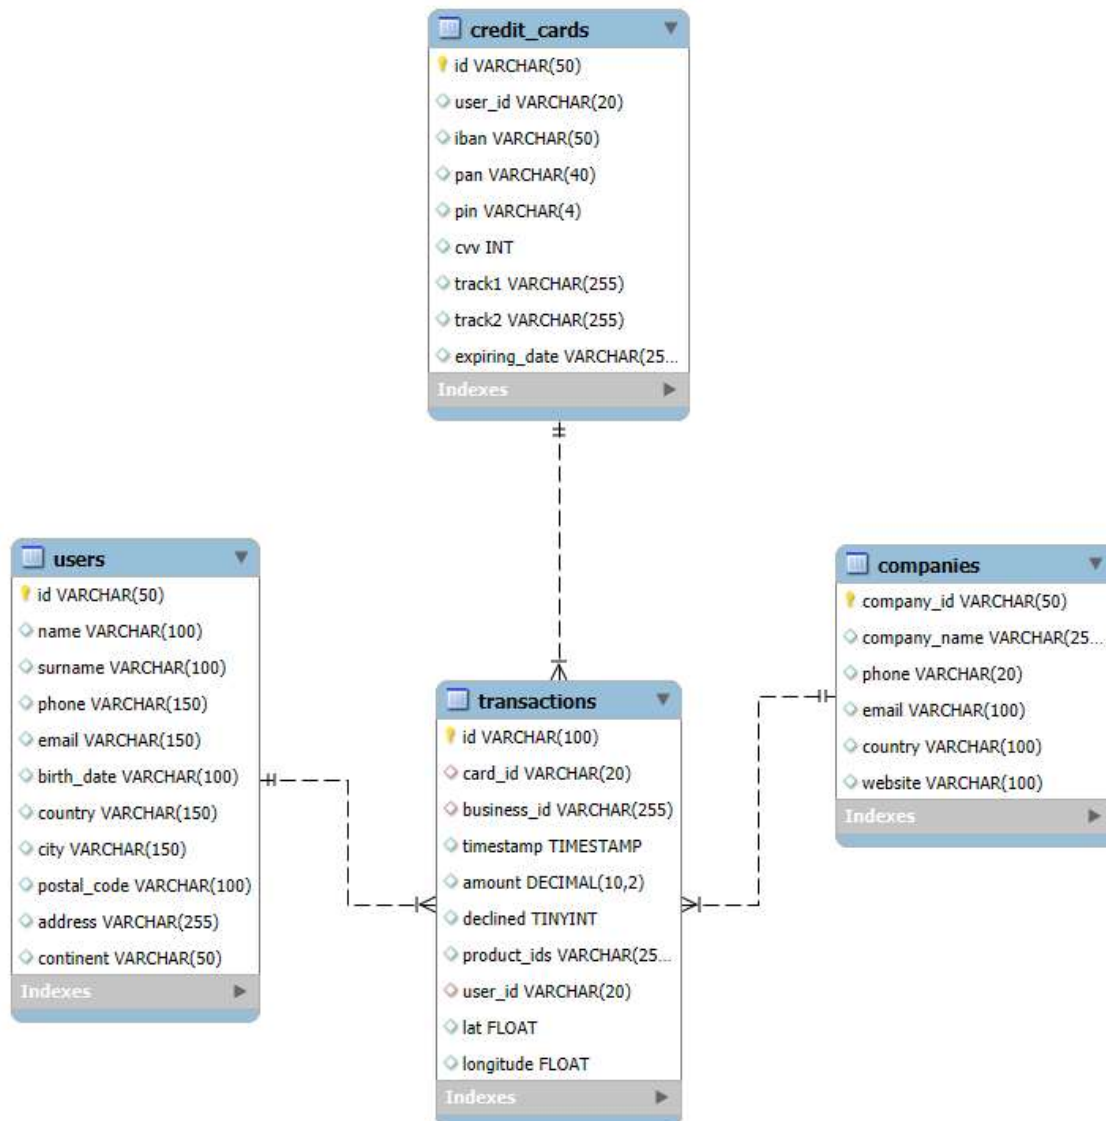 credit_cards
id VARCHAR(50)
user_id VARCHAR(20)
iban VARCHAR(50)
pan VARCHAR(40)
pin VARCHAR(4)
cvv INT
track1 VARCHAR(255)
track2 VARCHAR(255)
expiring_date VARCHAR(25...
Indexes
users
id VARCHAR(50)
name VARCHAR(100)
surname VARCHAR(100)
phone VARCHAR(150)
email VARCHAR(150)
birth_date VARCHAR(100)
country VARCHAR(150)
city VARCHAR(150)
postal_code VARCHAR(100)
address VARCHAR(255)
continent VARCHAR(50)
Indexes
transactions
id VARCHAR(100)
card_id VARCHAR(20)
business_id VARCHAR(255)
timestamp TIMESTAMP
amount DECIMAL(10,2)
declined TINYINT
product_ids VARCHAR(25...
user_id VARCHAR(20)
lat FLOAT
longitude FLOAT
Indexes
companies
company_id VARCHAR(50)
company_name VARCHAR(25...
phone VARCHAR(20)
email VARCHAR(100)
country VARCHAR(100)
website VARCHAR(100)
Indexes